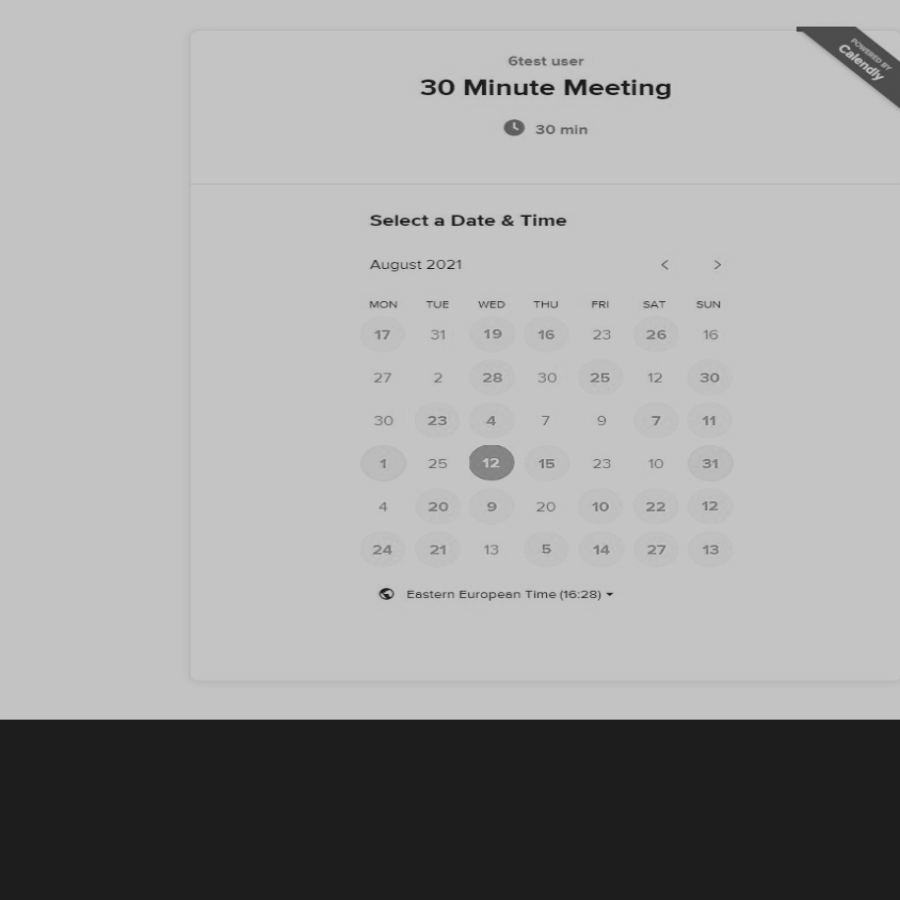 POWERED BY
Calendly
6test user
30 Minute Meeting
30 min
Select a Date & Time
August 2021
MON TUE WED THU FRI SAT SUN
17 31 19 16 23 26 16
27 2 28 30 25 12 30
30 23 4 7 9 7 11
1 25 12 15 23 10 31
4 20 9 20 10 22 12
24 21 13 5 14 27 13
Eastern European Time (16:28)